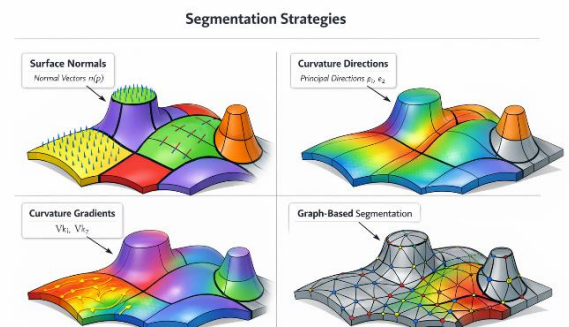 Segmentation Strategies
Surface Normals
Normal Vectors n(p)
Curvature Directions
Principal Directions e₁, e₂
Curvature Gradients
∇k₁, ∇k₂
Graph-Based Segmentation